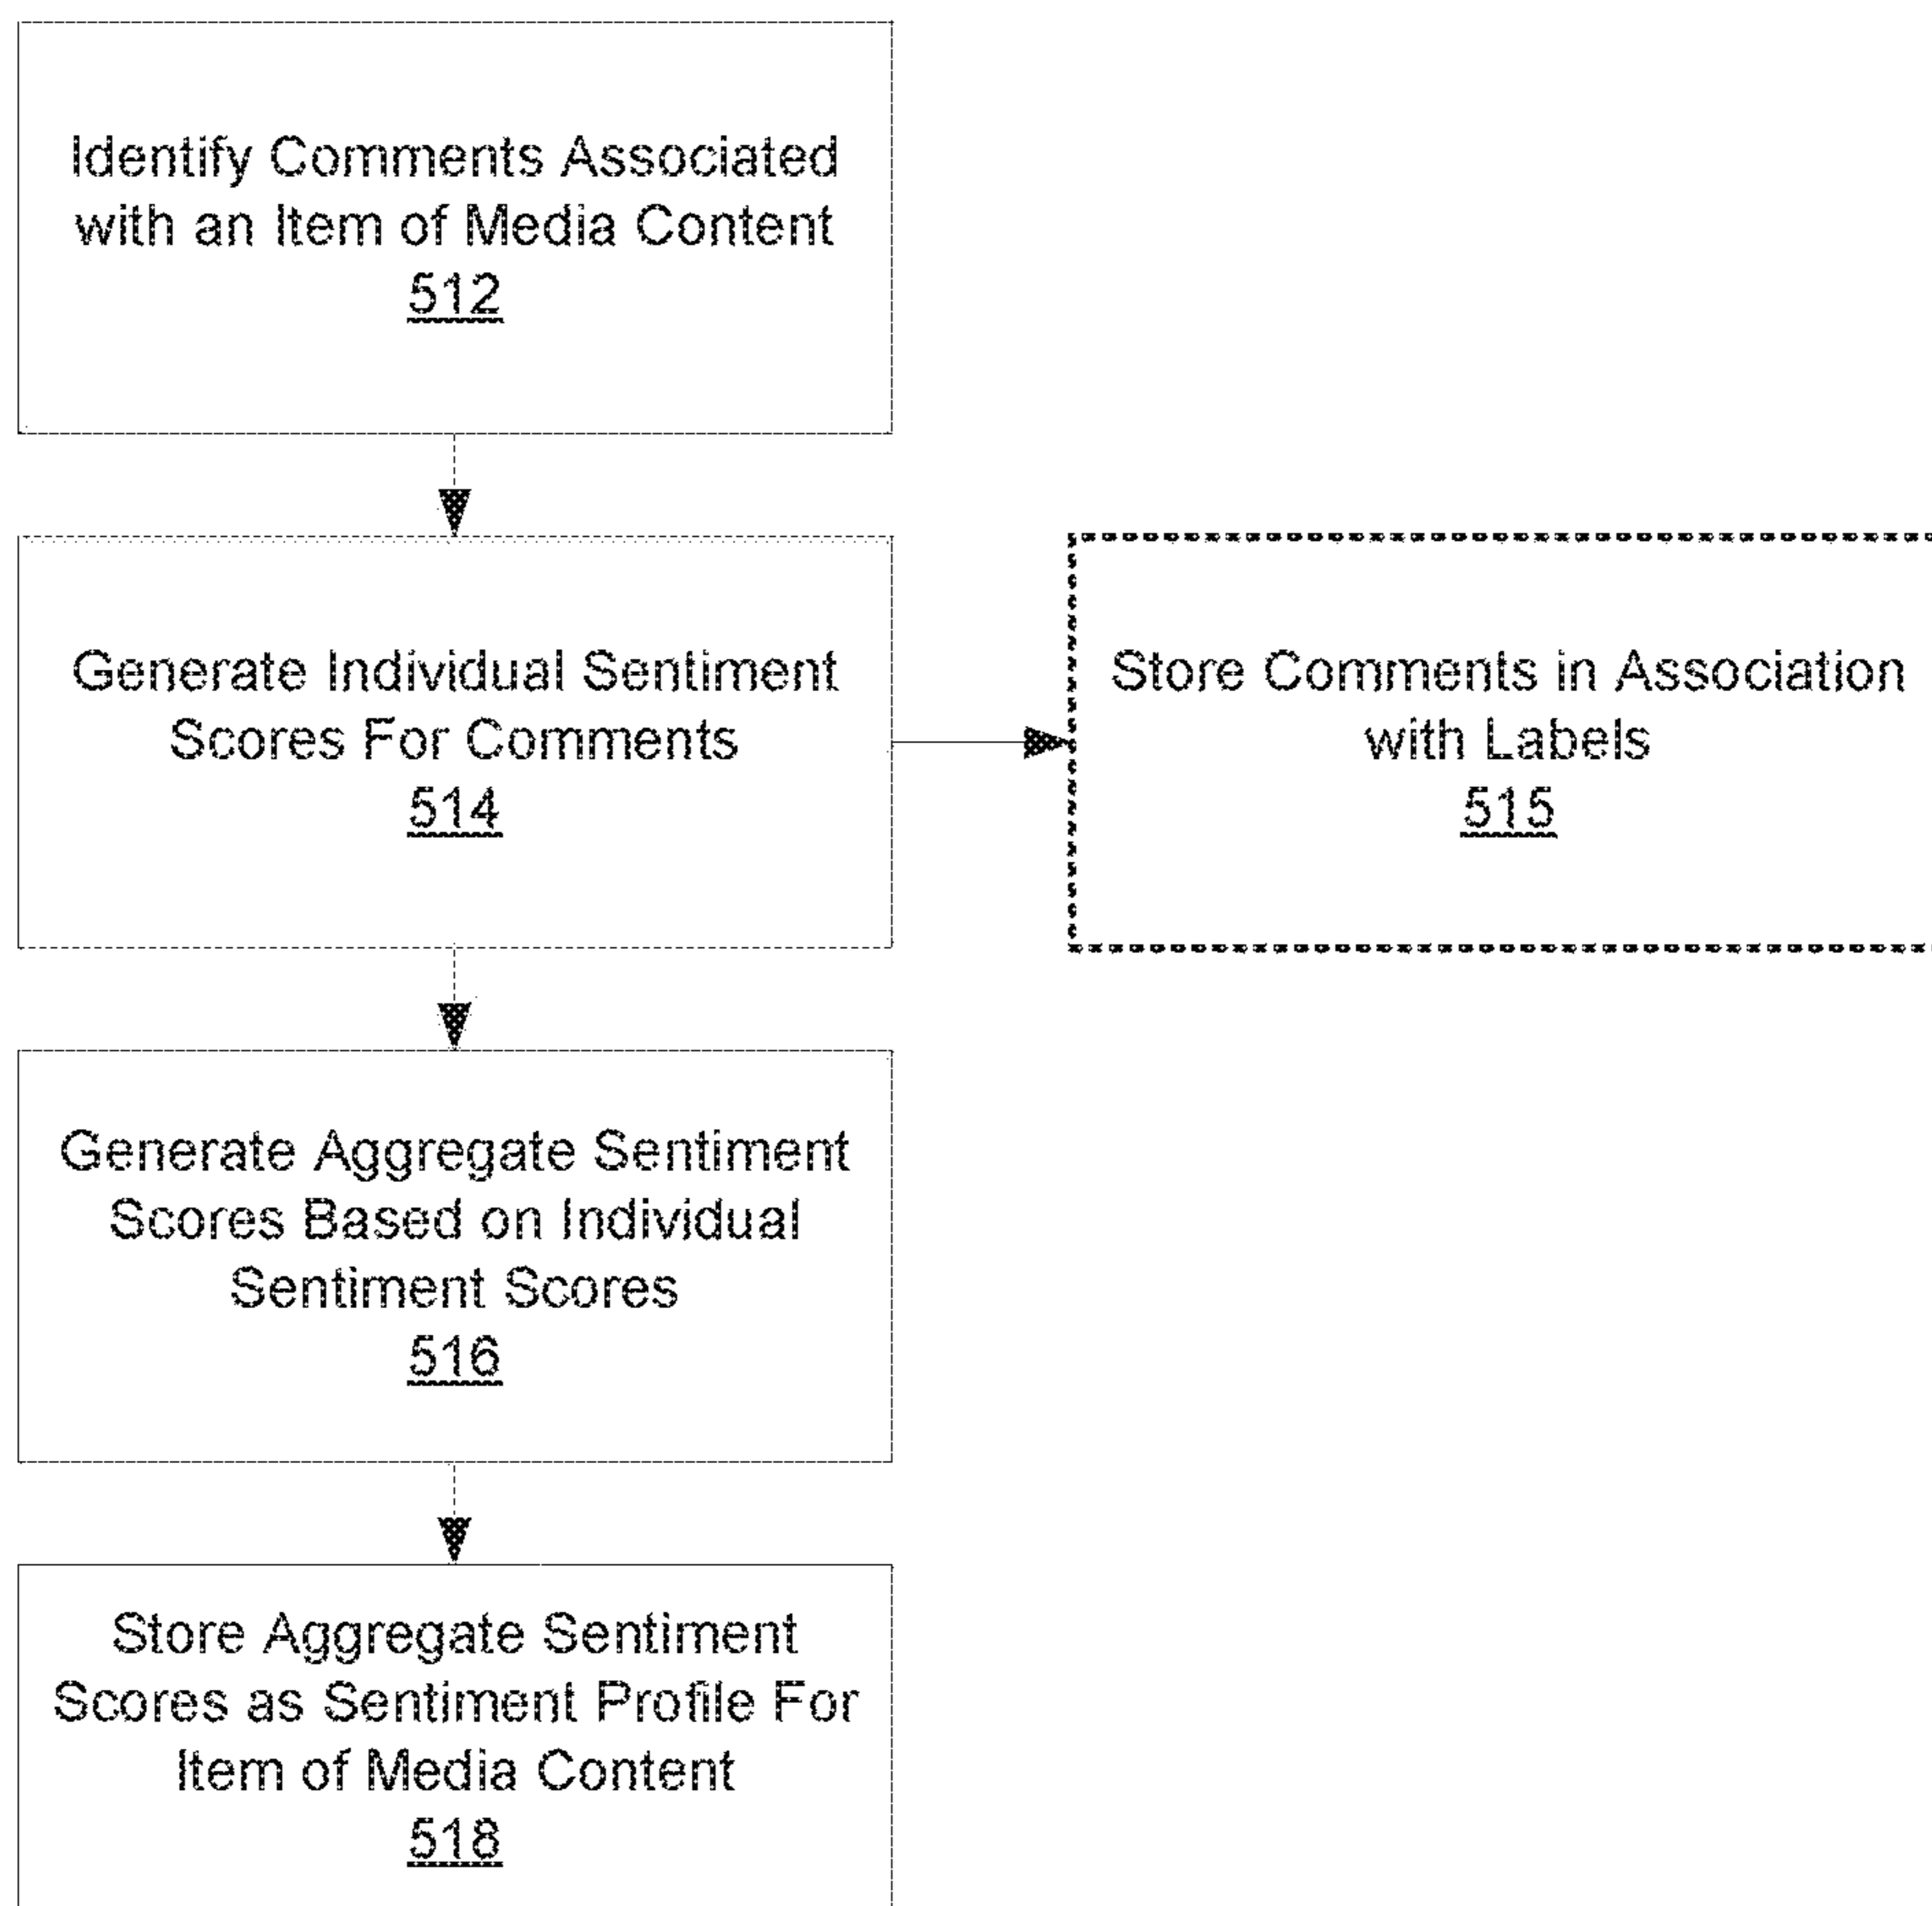 Identify Comments Associated
with an Item of Media Content
512
Generate Individual Sentiment
Scores For Comments
514
Store Comments in Association
with Labels
515
Generate Aggregate Sentiment
Scores Based on Individual
Sentiment Scores
516
Store Aggregate Sentiment
Scores as Sentiment Profile For
Item of Media Content
518